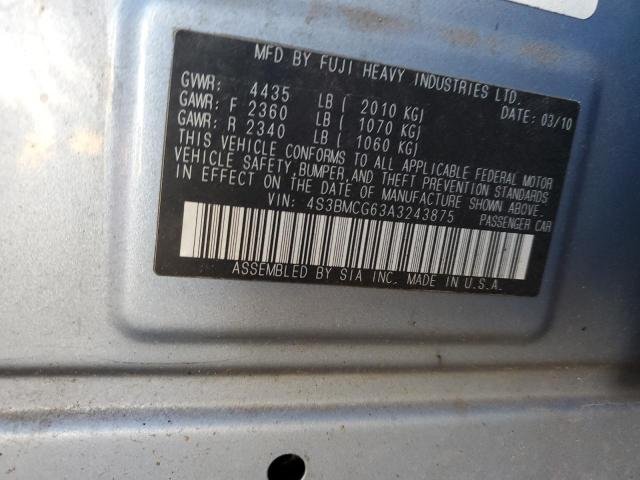 MFD BY FUJI HEAVY INDUSTRIES LTD.
GVWR: 4435 LB ( 2010 KG) DATE: 03/10
GAWR: F 2360 LB ( 1070 KG)
GAWR: R 2340 LB ( 1060 KG)
THIS VEHICLE CONFORMS TO ALL APPLICABLE FEDERAL MOTOR
VEHICLE SAFETY, BUMPER, AND THEFT PREVENTION STANDARDS
IN EFFECT ON THE DATE OF MANUFACTURE SHOWN ABOVE.
VIN: 4S3BMCG63A3243875 PASSENGER CAR
ASSEMBLED BY SIA INC. MADE IN U.S.A.